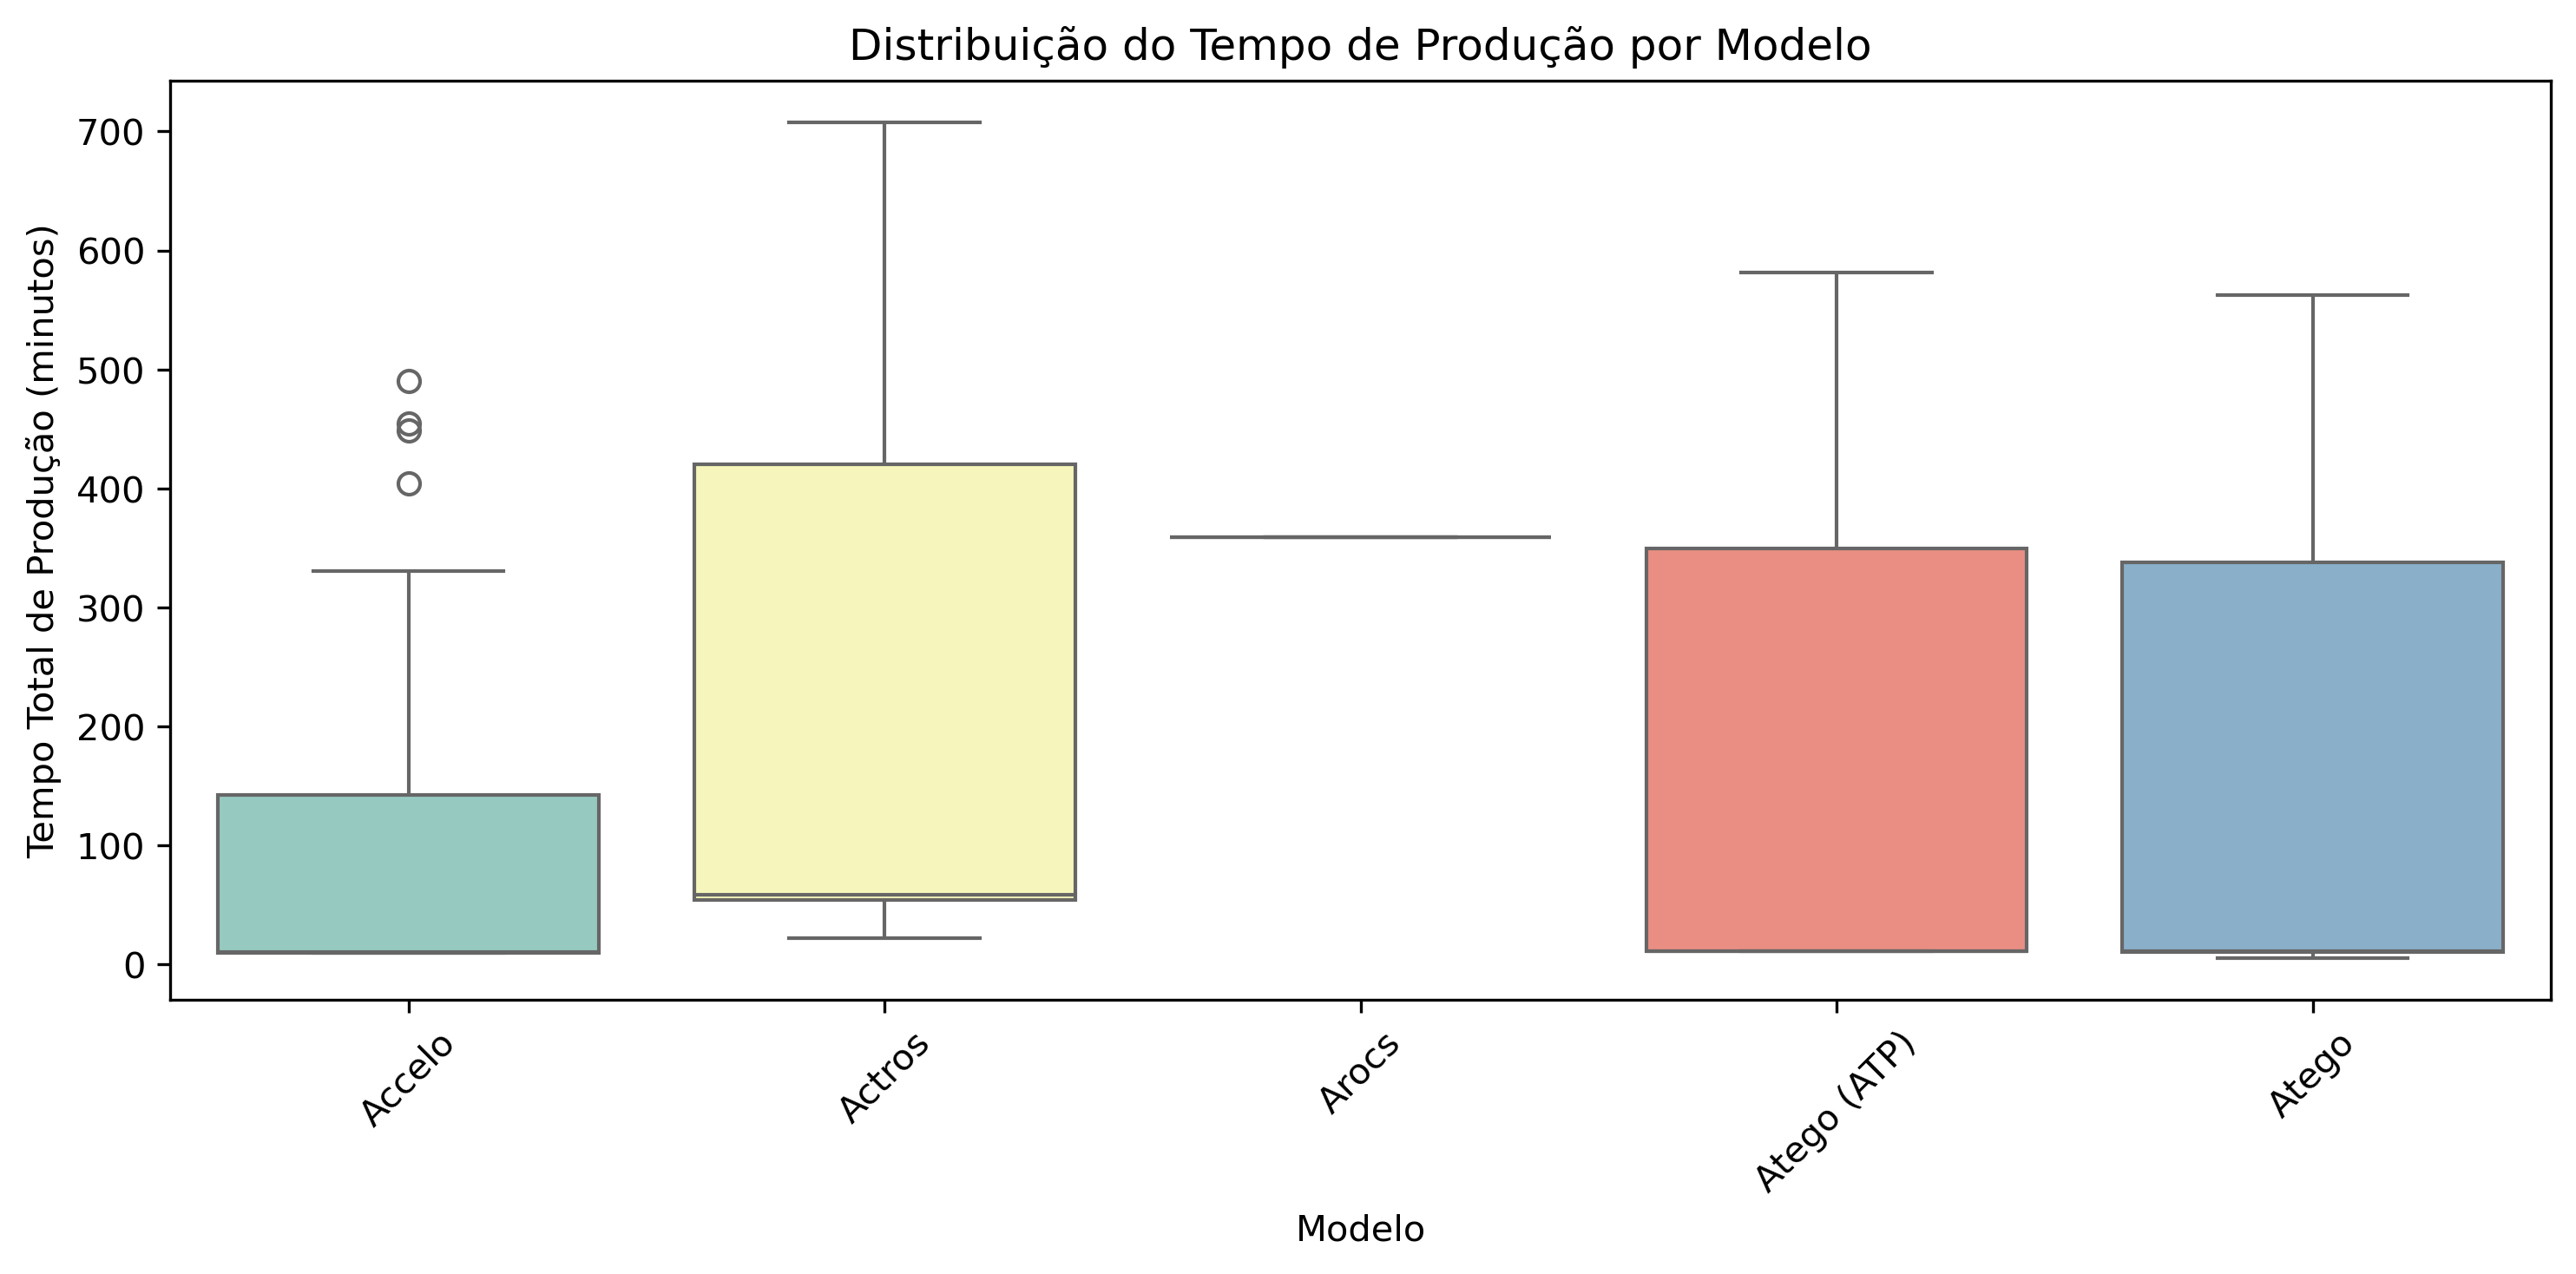 Distribuição do Tempo de Produção por Modelo
Tempo Total de Produção (minutos)
700
600
500
400
300
200
100
0
Accelo
Actros
Arocs
Atego (ATP)
Atego
Modelo